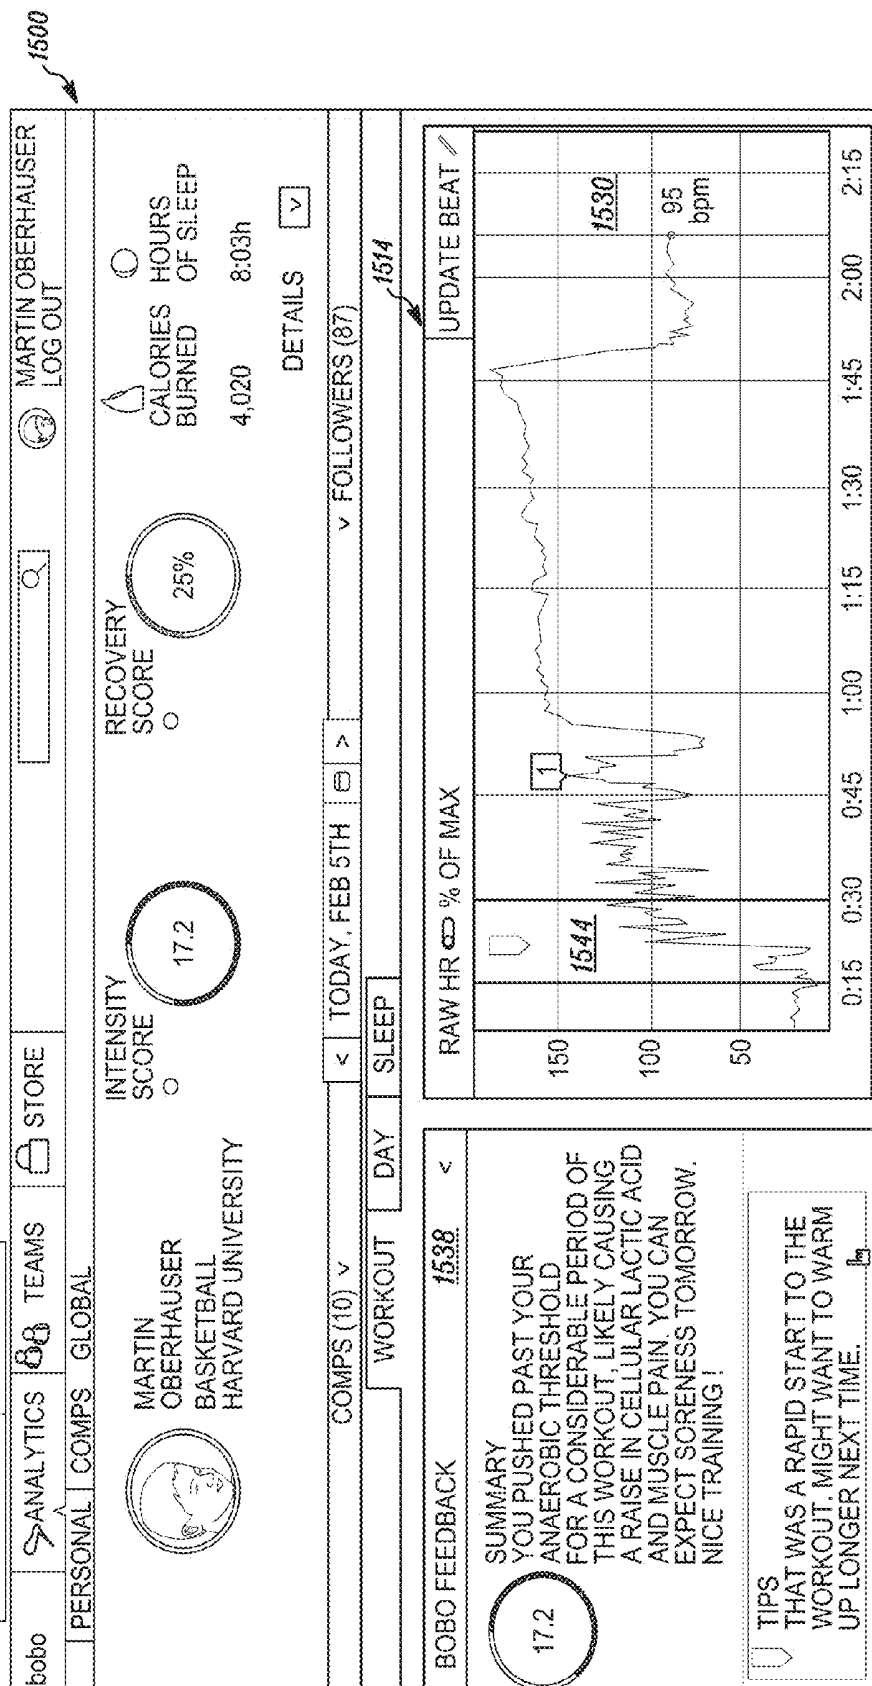 1500
bobo
ANALYTICS
TEAMS
STORE
MARTIN OBERHAUSER
LOG OUT
PERSONAL
COMPS
GLOBAL
MARTIN
OBERHAUSER
BASKETBALL
HARVARD UNIVERSITY
INTENSITY
SCORE
17.2
RECOVERY
SCORE
25%
CALORIES
BURNED
4,020
HOURS
OF SLEEP
8:03h
DETAILS
COMPS (10)
< TODAY, FEB 5TH >
FOLLOWERS (87)
WORKOUT
DAY
SLEEP
1514
BOBO FEEDBACK
1538
<
17.2
SUMMARY
YOU PUSHED PAST YOUR
ANAEROBIC THRESHOLD
FOR A CONSIDERABLE PERIOD OF
THIS WORKOUT, LIKELY CAUSING
A RAISE IN CELLULAR LACTIC ACID
AND MUSCLE PAIN. YOU CAN
EXPECT SORENESS TOMORROW.
NICE TRAINING !
TIPS
THAT WAS A RAPID START TO THE
WORKOUT. MIGHT WANT TO WARM
UP LONGER NEXT TIME.
RAW HR % OF MAX
UPDATE BEAT
150
100
50
1544
1
1530
95
bpm
0:15 0:30 0:45 1:00 1:15 1:30 1:45 2:00 2:15